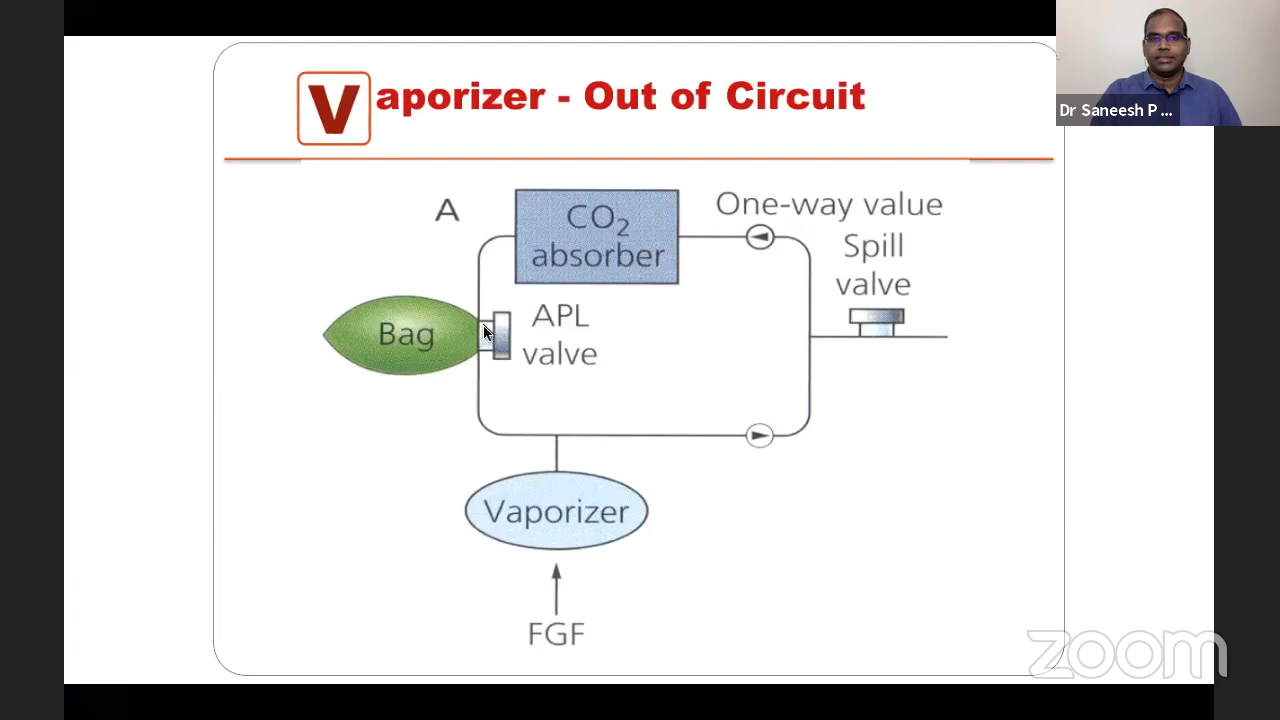 Vaporizer - Out of Circuit
Dr Saneesh P ...
A
CO₂
absorber
One-way value
Spill
valve
Bag
APL
valve
Vaporizer
FGF
zoom